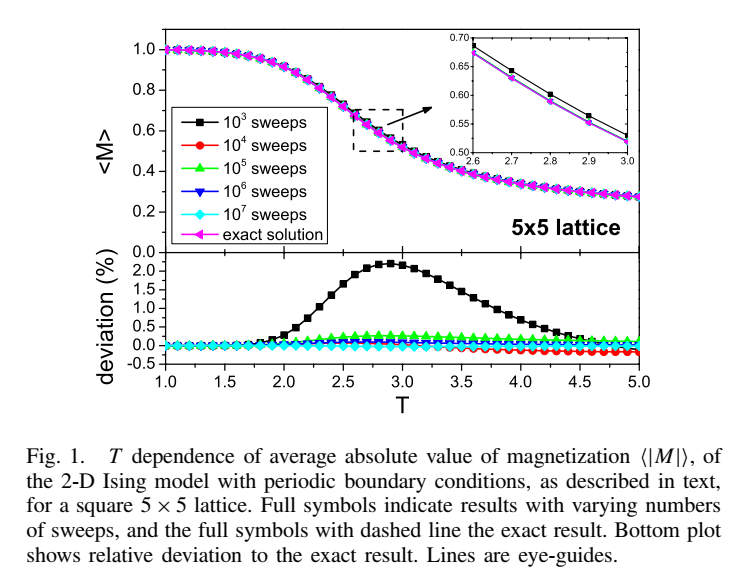 1.0
0.8
0.6
0.4
0.2
0.0
<M>
10³ sweeps
10⁴ sweeps
10⁵ sweeps
10⁶ sweeps
10⁷ sweeps
exact solution
0.70
0.65
0.60
0.55
0.50
2.6 2.7 2.8 2.9 3.0
5x5 lattice
deviation (%)
2.0
1.5
1.0
0.5
0.0
-0.5
1.0 1.5 2.0 2.5 3.0 3.5 4.0 4.5 5.0
T
Fig. 1. T dependence of average absolute value of magnetization ⟨|M|⟩, of
the 2-D Ising model with periodic boundary conditions, as described in text,
for a square 5 × 5 lattice. Full symbols indicate results with varying numbers
of sweeps, and the full symbols with dashed line the exact result. Bottom plot
shows relative deviation to the exact result. Lines are eye-guides.